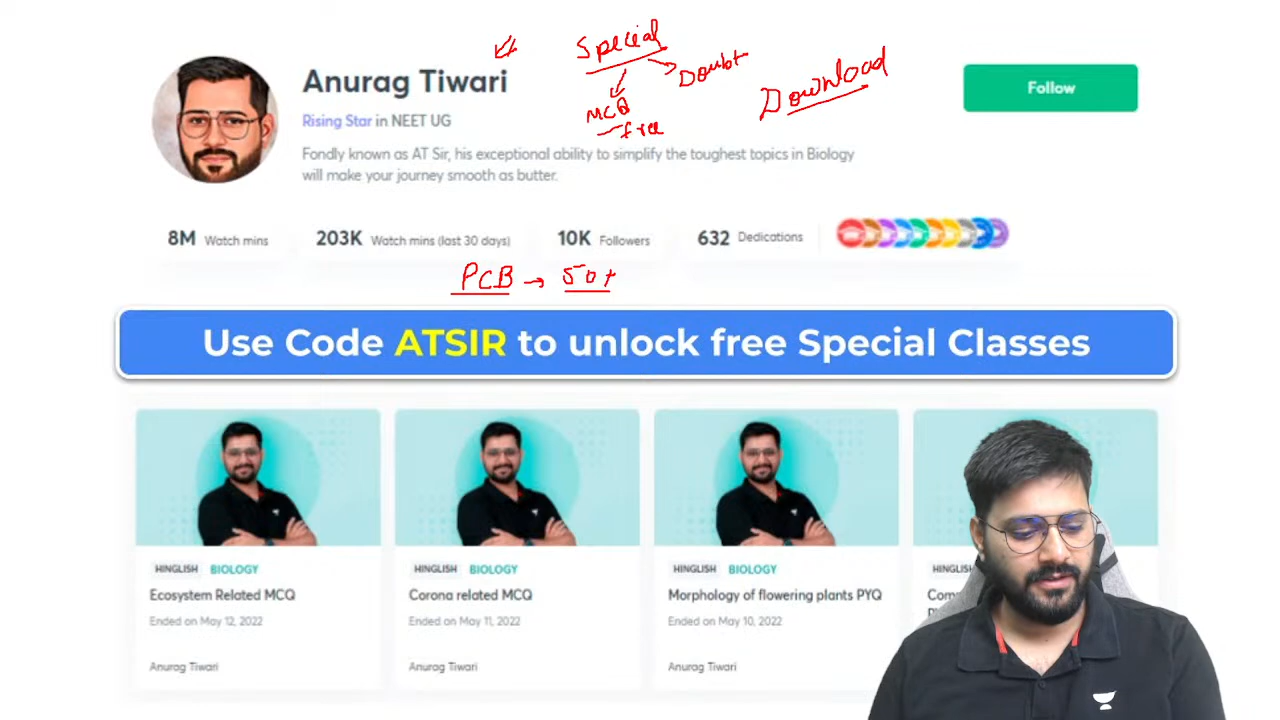 Special
Doubt
MCQ
free
Download
Anurag Tiwari
Follow
Rising Star in NEET UG
Fondly known as AT Sir, his exceptional ability to simplify the toughest topics in Biology
will make your journey smooth as butter.
8M Watch mins
203K Watch mins (last 30 days)
10K Followers
632 Dedications
PCB → 50+
Use Code ATSIR to unlock free Special Classes
HINGLISH BIOLOGY
Ecosystem Related MCQ
Ended on May 12, 2022
Anurag Tiwari
HINGLISH BIOLOGY
Corona related MCQ
Ended on May 11, 2022
Anurag Tiwari
HINGLISH BIOLOGY
Morphology of flowering plants PYQ
Ended on May 10, 2022
Anurag Tiwari